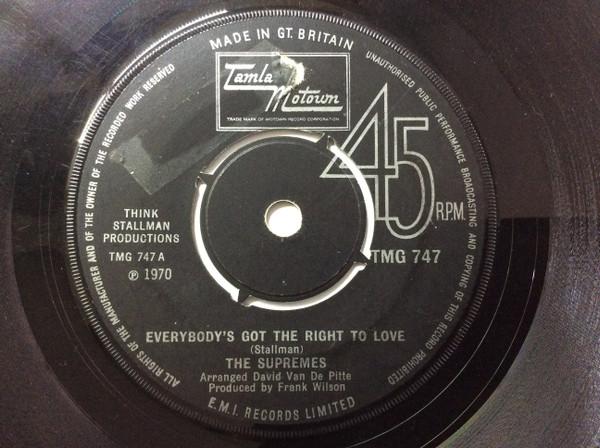 MADE IN GT. BRITAIN
UNAUTHORISED PUBLIC PERFORMANCE BROADCASTING AND COPYING OF THIS RECORD PROHIBITED
ALL RIGHTS OF THE MANUFACTURER AND OF THE OWNER OF THE RECORDED WORK RESERVED
Tamla
Motown
TRADE MARK OF MOTOWN RECORD CORPORATION
45 R.P.M.
THINK
STALLMAN
PRODUCTIONS
TMG 747 A
℗ 1970
TMG 747
EVERYBODY'S GOT THE RIGHT TO LOVE
(Stallman)
THE SUPREMES
Arranged David Van De Pitte
Produced by Frank Wilson
E.M.I. RECORDS LIMITED